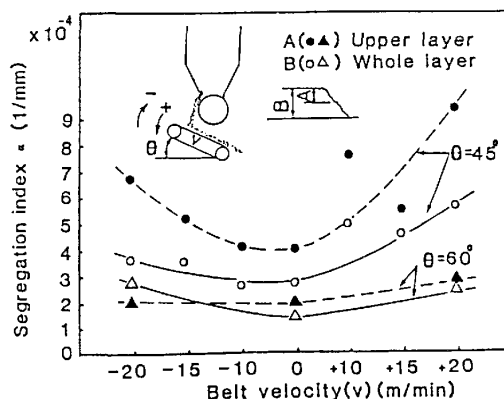 ×10⁻⁴
A(●▲) Upper layer
B(○△) Whole layer
− +
θ
B A
9
8
7
6
5
4
3
2
1
0
Segregation index α (1/mm)
θ=45°
θ=60°
-20 -15 -10 0 +10 +15 +20
Belt velocity(v)(m/min)